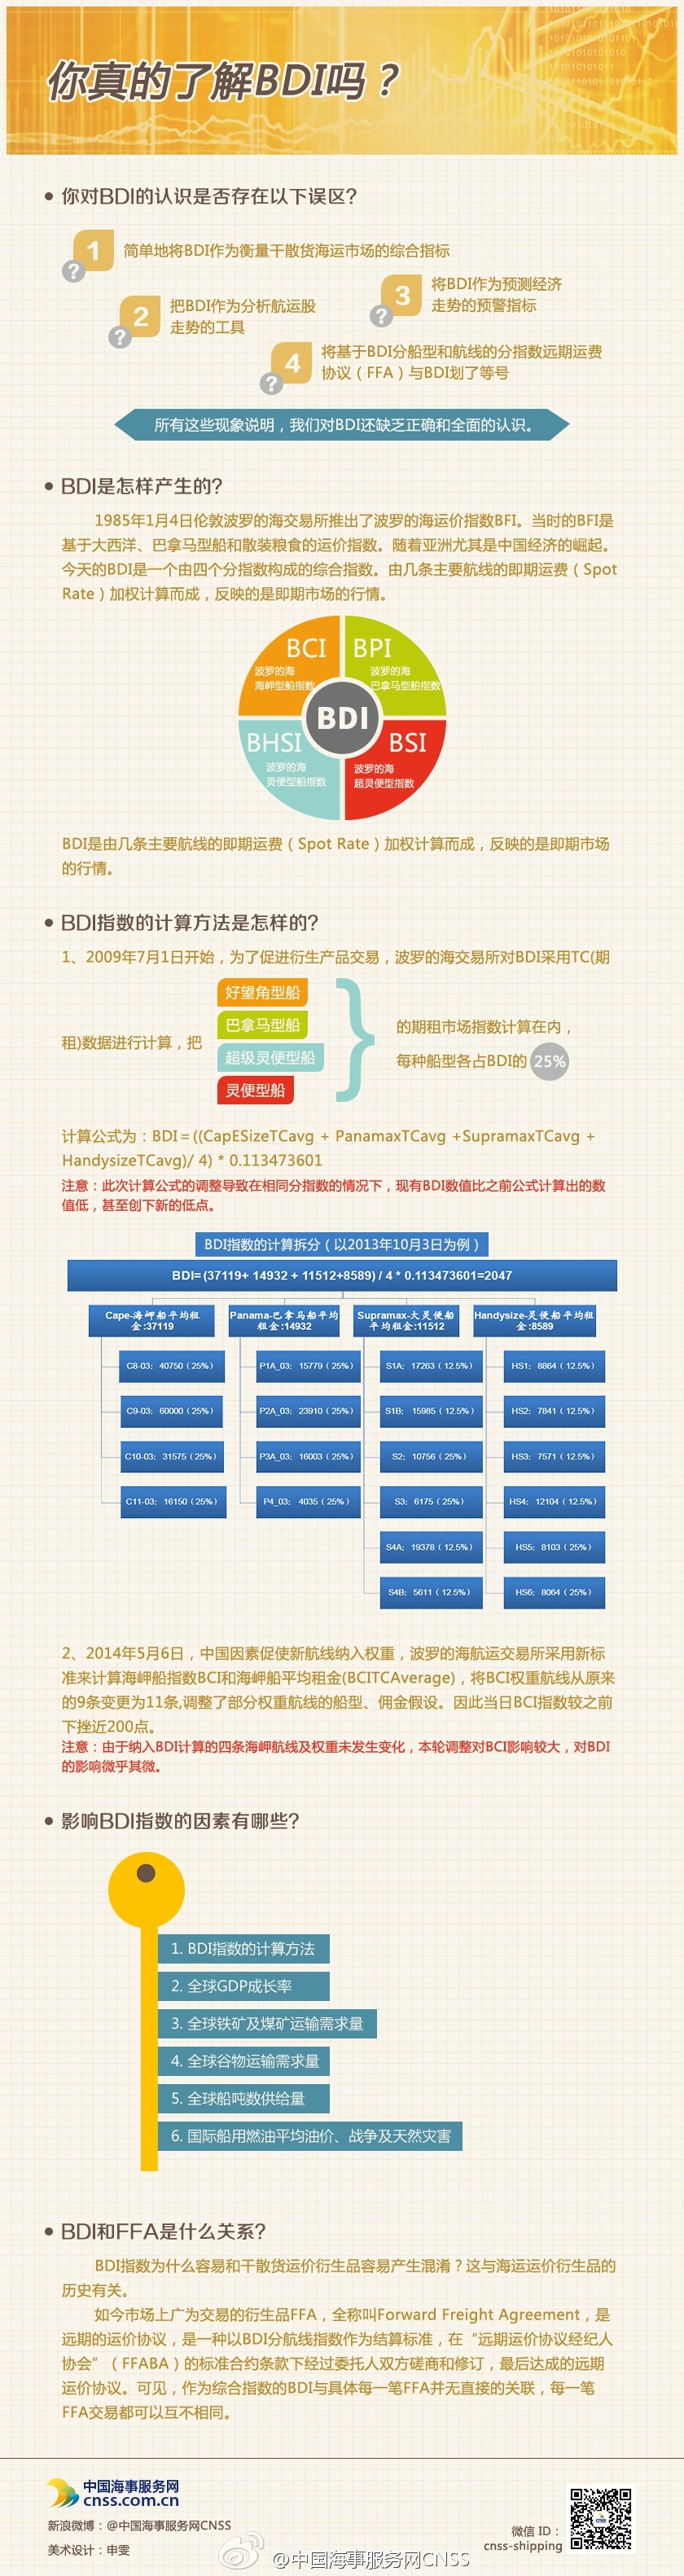 你真的了解BDI吗？
你对BDI的认识是否存在以下误区?
1
简单地将BDI作为衡量干散货海运市场的综合指标
?
2
把BDI作为分析航运股
走势的工具
?
3
将BDI作为预测经济
走势的预警指标
?
4
将基于BDI分船型和航线的分指数远期运费
协议（FFA）与BDI划了等号
?
所有这些现象说明，我们对BDI还缺乏正确和全面的认识。
BDI是怎样产生的?
1985年1月4日伦敦波罗的海交易所推出了波罗的海运价指数BFI。当时的BFI是
基于大西洋、巴拿马型船和散装粮食的运价指数。随着亚洲尤其是中国经济的崛起。
今天的BDI是一个由四个分指数构成的综合指数。由几条主要航线的即期运费（Spot
Rate）加权计算而成，反映的是即期市场的行情。
BCI
波罗的海
海岬型船指数
BPI
波罗的海
巴拿马型船指数
BDI
BHSI
波罗的海
灵便型船指数
BSI
波罗的海
超灵便型指数
BDI是由几条主要航线的即期运费（Spot Rate）加权计算而成，反映的是即期市场
的行情。
BDI指数的计算方法是怎样的?
1、2009年7月1日开始，为了促进衍生产品交易，波罗的海交易所对BDI采用TC(期
租)数据进行计算，把
好望角型船
巴拿马型船
超级灵便型船
灵便型船
的期租市场指数计算在内，
每种船型各占BDI的 25%
计算公式为：BDI＝((CapESizeTCavg + PanamaxTCavg +SupramaxTCavg +
HandysizeTCavg)/ 4) * 0.113473601
注意：此次计算公式的调整导致在相同分指数的情况下，现有BDI数值比之前公式计算出的数
值低，甚至创下新的低点。
BDI指数的计算拆分（以2013年10月3日为例）
BDI= (37119+ 14932 + 11512+8589) / 4 * 0.113473601=2047
Cape-海岬船平均租
金:37119
Panama-巴拿马船平均
租金:14932
Supramax-大灵便船
平均租金:11512
Handysize-灵便船平均租
金:8589
C8-03：40750（25%）
P1A_03：15779（25%）
S1A：17263（12.5%）
HS1：8864（12.5%）
C9-03：60000（25%）
P2A_03：23910（25%）
S1B：15985（12.5%）
HS2：7841（12.5%）
C10-03：31575（25%）
P3A_03：16003（25%）
S2：10756（25%）
HS3：7571（12.5%）
C11-03：16150（25%）
P4_03：4035（25%）
S3：6175（25%）
HS4：12104（12.5%）
S4A：19378（12.5%）
HS5：8103（25%）
S4B：5611（12.5%）
HS6：8064（25%）
2、2014年5月6日，中国因素促使新航线纳入权重，波罗的海航运交易所采用新标
准来计算海岬船指数BCI和海岬船平均租金(BCITCAverage)，将BCI权重航线从原来
的9条变更为11条,调整了部分权重航线的船型、佣金假设。因此当日BCI指数较之前
下挫近200点。
注意：由于纳入BDI计算的四条海岬航线及权重未发生变化，本轮调整对BCI影响较大，对BDI
的影响微乎其微。
影响BDI指数的因素有哪些?
1. BDI指数的计算方法
2. 全球GDP成长率
3. 全球铁矿及煤矿运输需求量
4. 全球谷物运输需求量
5. 全球船吨数供给量
6. 国际船用燃油平均油价、战争及天然灾害
BDI和FFA是什么关系?
BDI指数为什么容易和干散货运价衍生品容易产生混淆？这与海运运价衍生品的
历史有关。
如今市场上广为交易的衍生品FFA，全称叫Forward Freight Agreement，是
远期的运价协议，是一种以BDI分航线指数作为结算标准，在“远期运价协议经纪人
协会”（FFABA）的标准合约条款下经过委托人双方磋商和修订，最后达成的远期
运价协议。可见，作为综合指数的BDI与具体每一笔FFA并无直接的关联，每一笔
FFA交易都可以互不相同。
中国海事服务网
cnss.com.cn
新浪微博：@中国海事服务网CNSS
美术设计：申雯
微信 ID：
cnss-shipping
cnss
@中国海事服务网CNSS